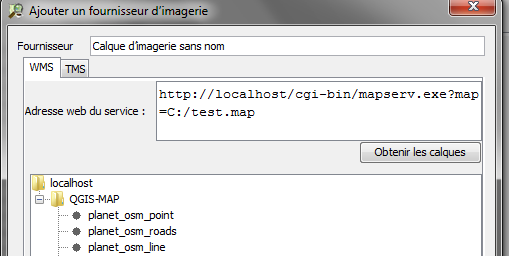 Ajouter un fournisseur d'imagerie
Fournisseur Calque d'imagerie sans nom
WMS TMS
Adresse web du service :
http://localhost/cgi-bin/mapserv.exe?map
=C:/test.map
Obtenir les calques
localhost
QGIS-MAP
planet_osm_point
planet_osm_roads
planet_osm_line